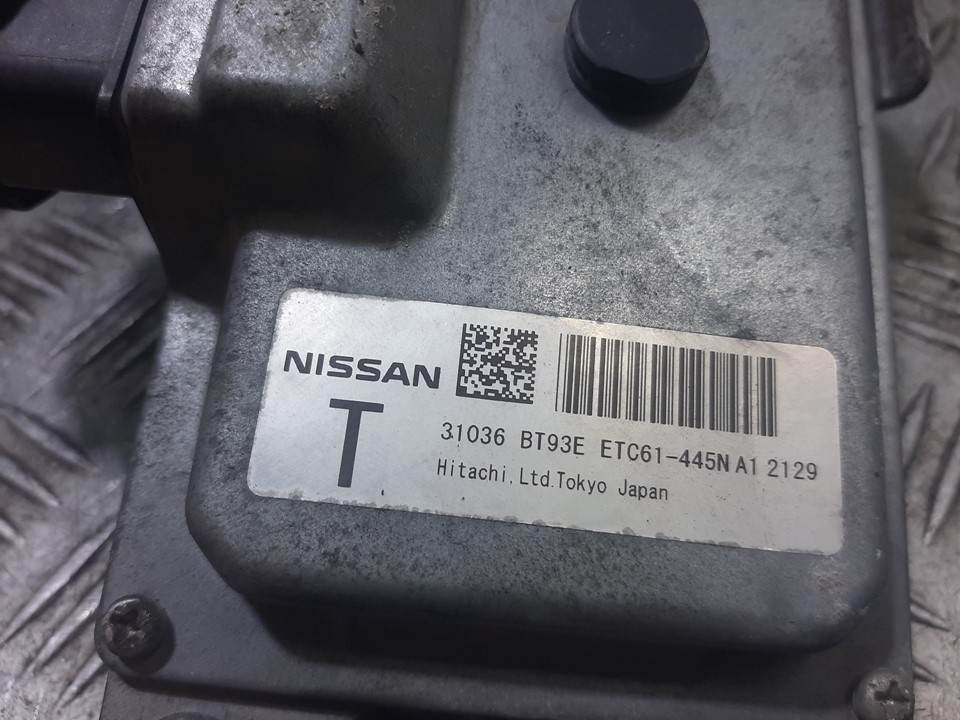 NISSAN
T
31036 BT93E ETC61-445N A1 2129
Hitachi,Ltd.Tokyo Japan